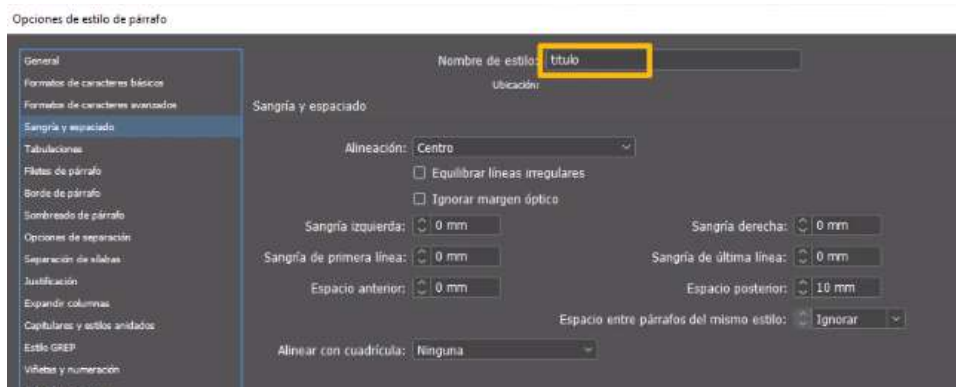 Opciones de estilo de párrafo
General
Formatos de caracteres básicos
Formatos de caracteres avanzados
Sangría y espaciado
Tabulaciones
Filetes de párrafo
Borde de párrafo
Sombreado de párrafo
Opciones de separación
Separación de sílabas
Justificación
Expandir columnas
Capitulares y estilos anidados
Estilo GREP
Viñetas y numeración
Nombre de estilo: titulo
Ubicación:
Sangría y espaciado
Alineación: Centro
Equilibrar líneas irregulares
Ignorar margen óptico
Sangría izquierda: 0 mm Sangría derecha: 0 mm
Sangría de primera línea: 0 mm Sangría de última línea: 0 mm
Espacio anterior: 0 mm Espacio posterior: 10 mm
Espacio entre párrafos del mismo estilo: Ignorar
Alinear con cuadrícula: Ninguna